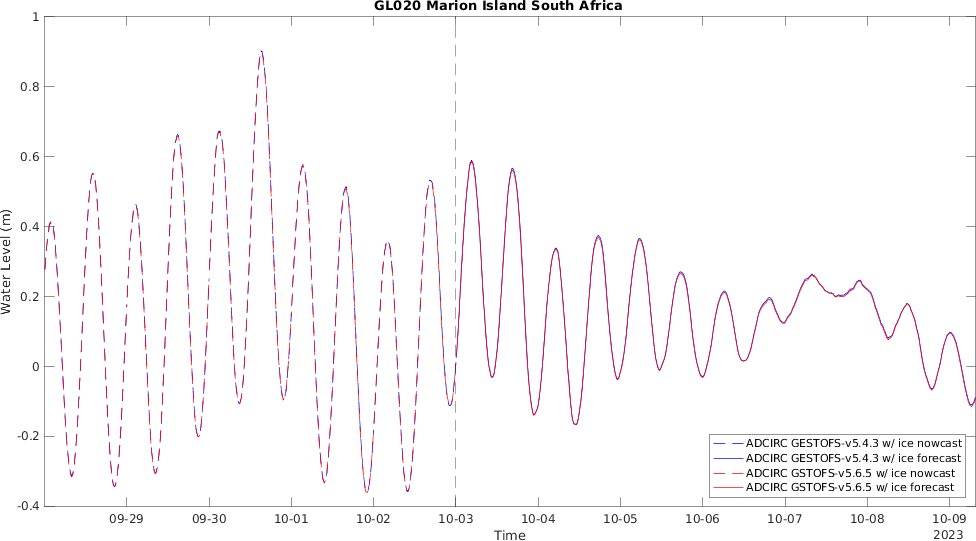 GL020 Marion Island South Africa
1
0.8
0.6
0.4
0.2
0
-0.2
-0.4
Water Level (m)
ADCIRC GESTOFS-v5.4.3 w/ ice nowcast
ADCIRC GESTOFS-v5.4.3 w/ ice forecast
ADCIRC GSTOFS-v5.6.5 w/ ice nowcast
ADCIRC GSTOFS-v5.6.5 w/ ice forecast
09-29 09-30 10-01 10-02 10-03 10-04 10-05 10-06 10-07 10-08 10-09
2023
Time